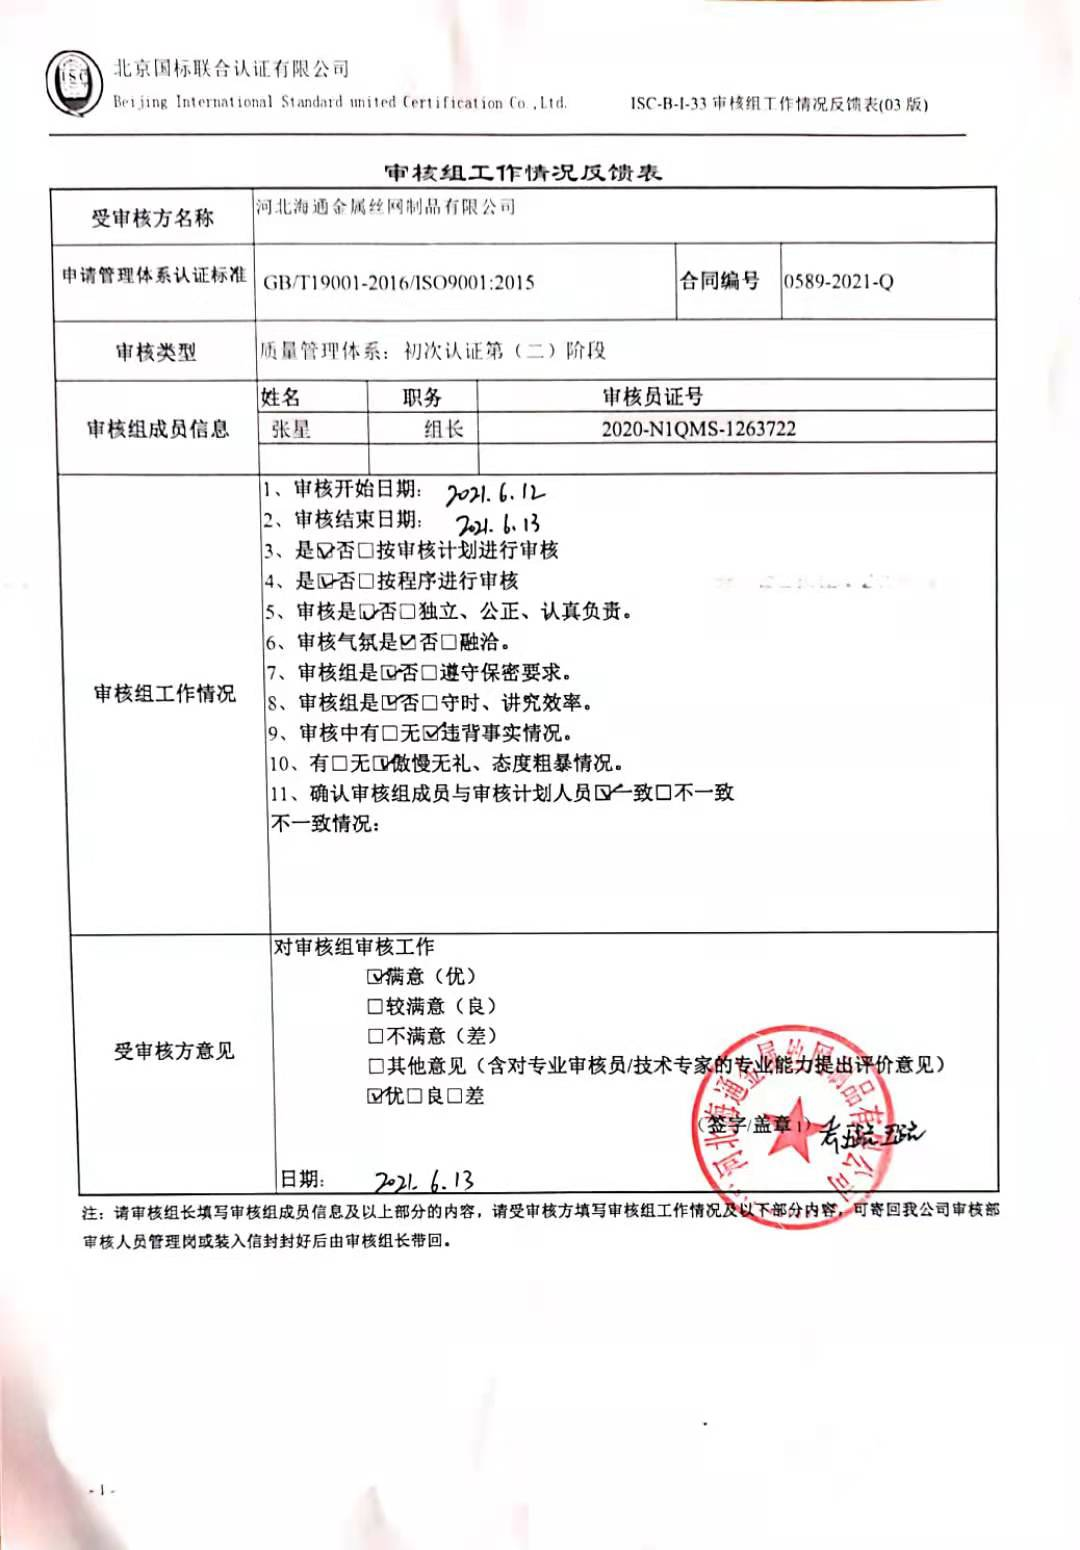 ISC
北京国标联合认证有限公司
Beijing International Standard united Certification Co.,Ltd.
ISC-B-I-33 审核组工作情况反馈表(03 版)
审核组工作情况反馈表
受审核方名称 河北海通金属丝网制品有限公司
申请管理体系认证标准 GB/T19001-2016/ISO9001:2015 合同编号 0589-2021-Q
审核类型 质量管理体系：初次认证第（二）阶段
审核组成员信息
姓名 职务 审核员证号
张星 组长 2020-N1QMS-1263722
审核组工作情况
1、审核开始日期： 2021.6.12
2、审核结束日期： 2021.6.13
3、是☑否□按审核计划进行审核
4、是☑否□按程序进行审核
5、审核是☑否□独立、公正、认真负责。
6、审核气氛是☑否□融洽。
7、审核组是☑否□遵守保密要求。
8、审核组是☑否□守时、讲究效率。
9、审核中有□无☑违背事实情况。
10、有□无☑傲慢无礼、态度粗暴情况。
11、确认审核组成员与审核计划人员☑一致□不一致
不一致情况：
受审核方意见
对审核组审核工作
☑满意（优）
□较满意（良）
□不满意（差）
□其他意见（含对专业审核员/技术专家的专业能力提出评价意见）
☑优□良□差
（签字/盖章）
河北海通金属丝网制品有限公司
日期： 2021.6.13
注：请审核组长填写审核组成员信息及以上部分的内容，请受审核方填写审核组工作情况及以下部分内容，可寄回我公司审核部
审核人员管理岗或装入信封封好后由审核组长带回。
- 1 -